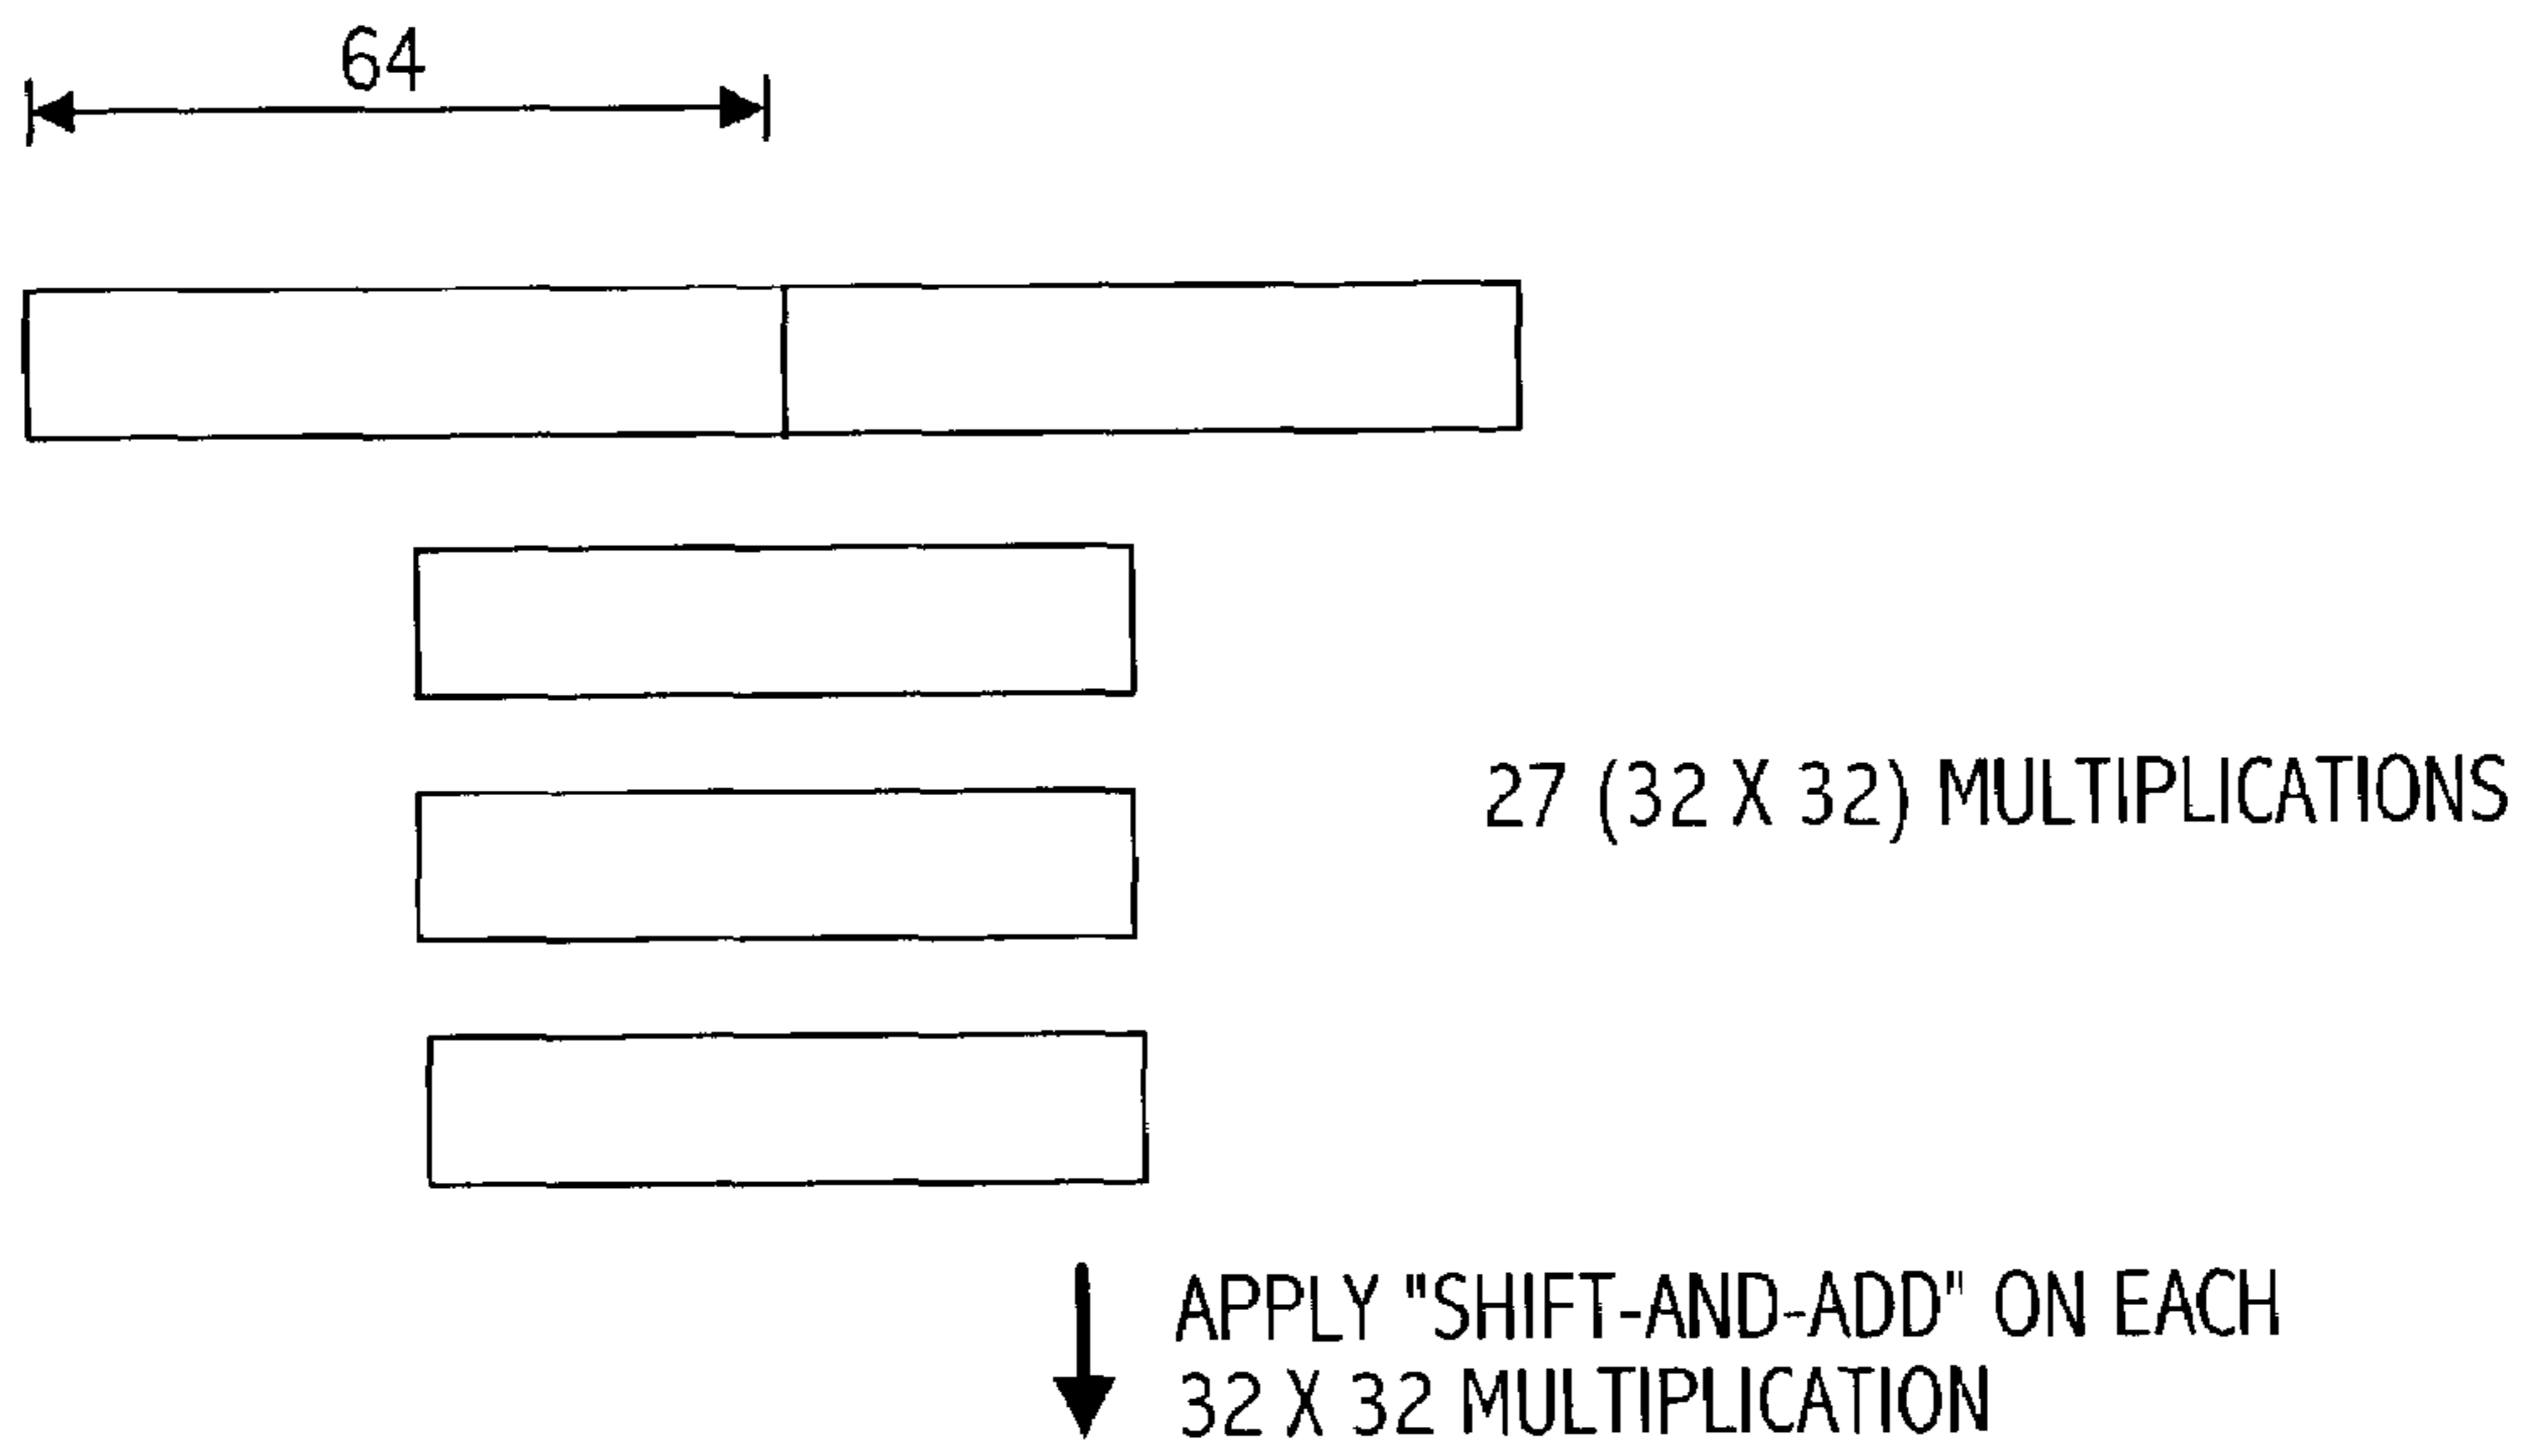 64
27 (32 X 32) MULTIPLICATIONS
APPLY "SHIFT-AND-ADD" ON EACH
32 X 32 MULTIPLICATION